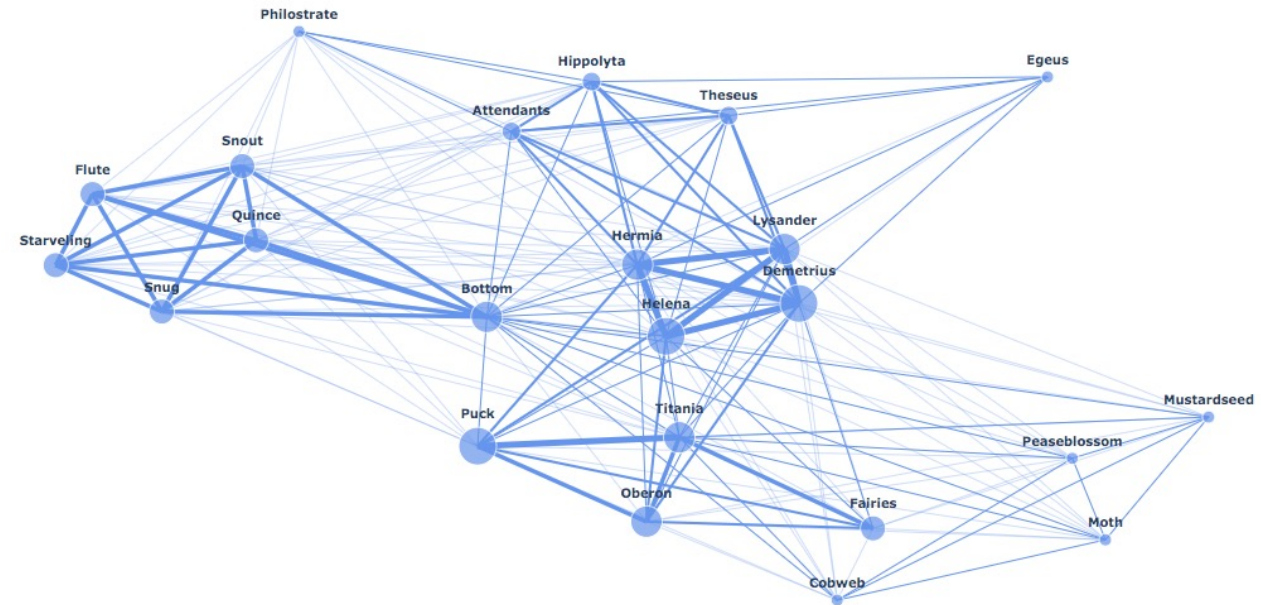 Philostrate
Hippolyta
Egeus
Theseus
Attendants
Snout
Flute
Quince
Lysander
Starveling
Hermia
Demetrius
Snug
Bottom
Helena
Mustardseed
Titania
Puck
Peaseblossom
Oberon
Fairies
Moth
Cobweb